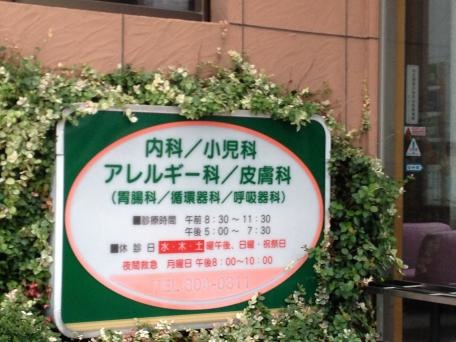 内科／小児科
アレルギー科／皮膚科
（胃腸科／循環器科／呼吸器科）
■診療時間 午前 8：30～11：30
午後 5：00～ 7：30
■休診日 水・木・土曜午後、日曜・祝祭日
夜間救急 月曜日 午後8：00～10：00